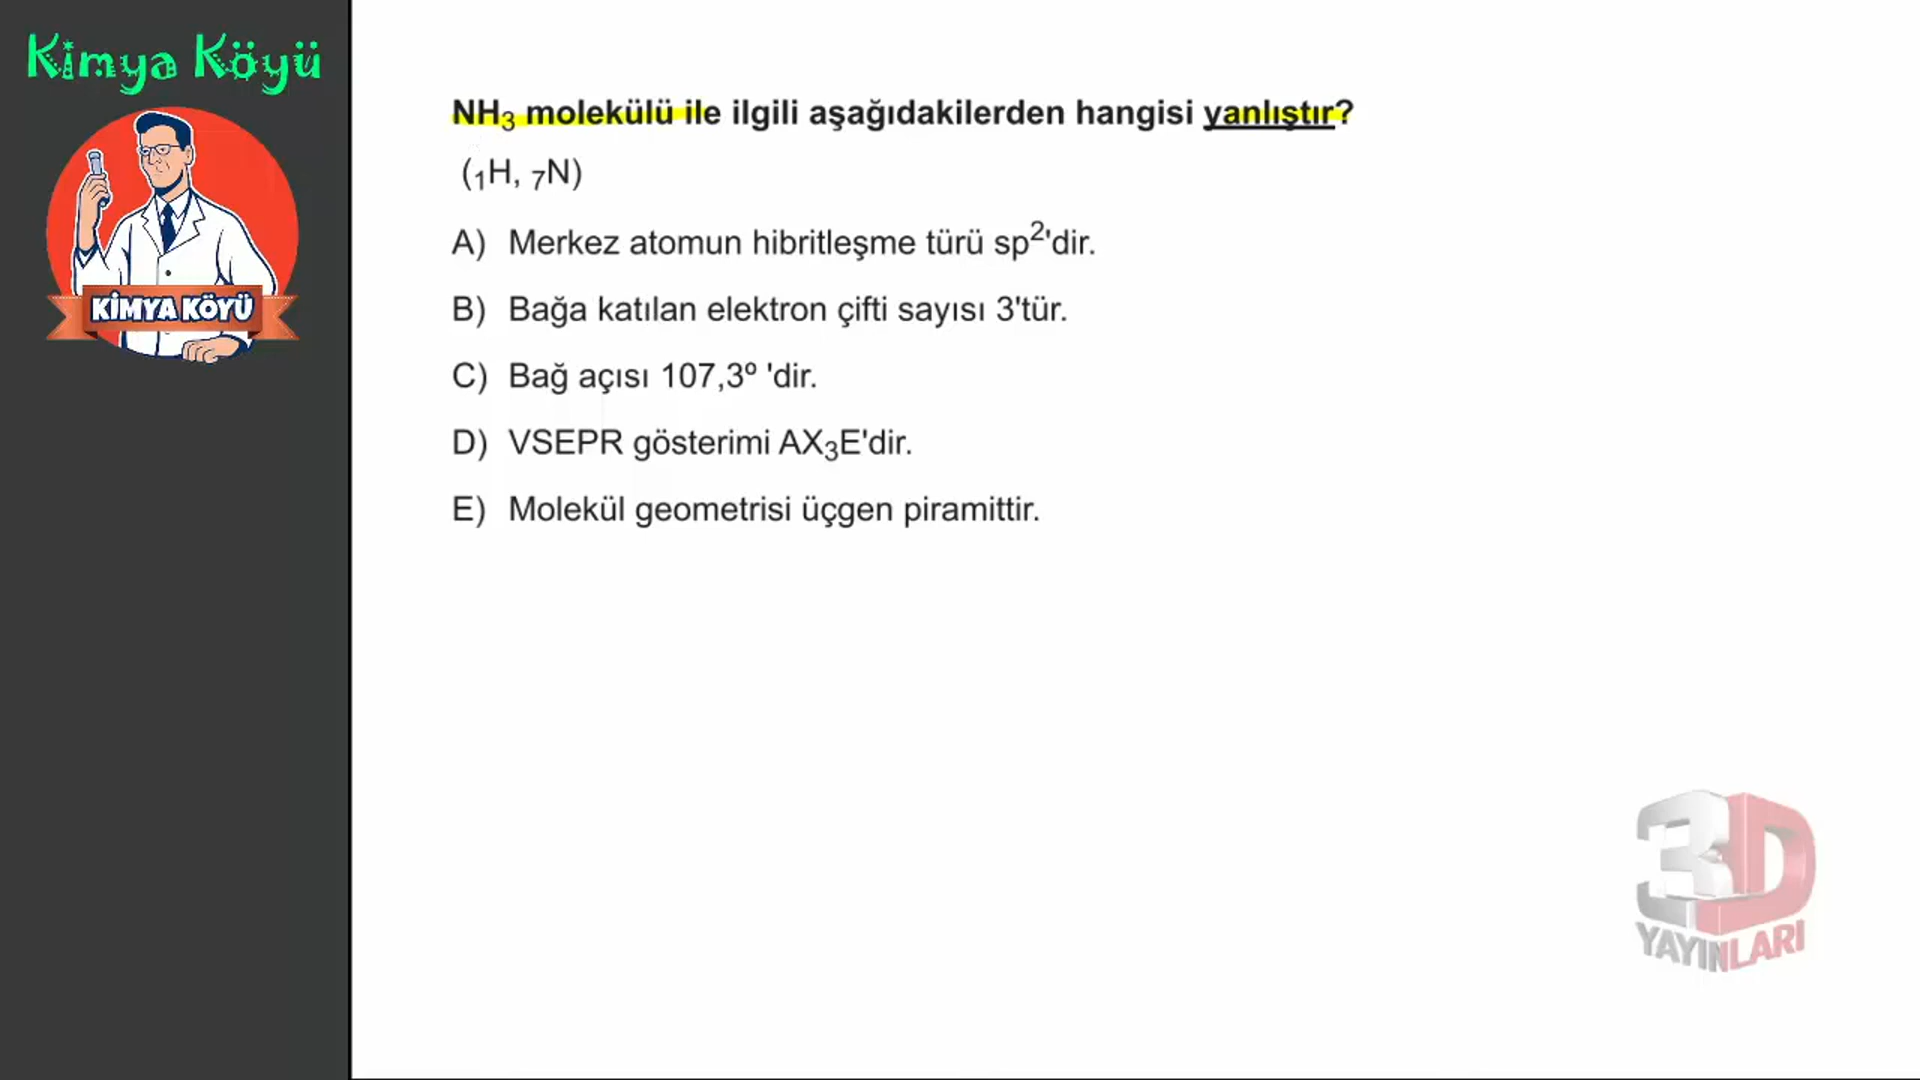 Kimya Köyü
KİMYA KÖYÜ
NH₃ molekülü ile ilgili aşağıdakilerden hangisi yanlıştır?
(₁H, ₇N)
A) Merkez atomun hibritleşme türü sp²'dir.
B) Bağa katılan elektron çifti sayısı 3'tür.
C) Bağ açısı 107,3º 'dir.
D) VSEPR gösterimi AX₃E'dir.
E) Molekül geometrisi üçgen piramittir.
3D
YAYINLARI